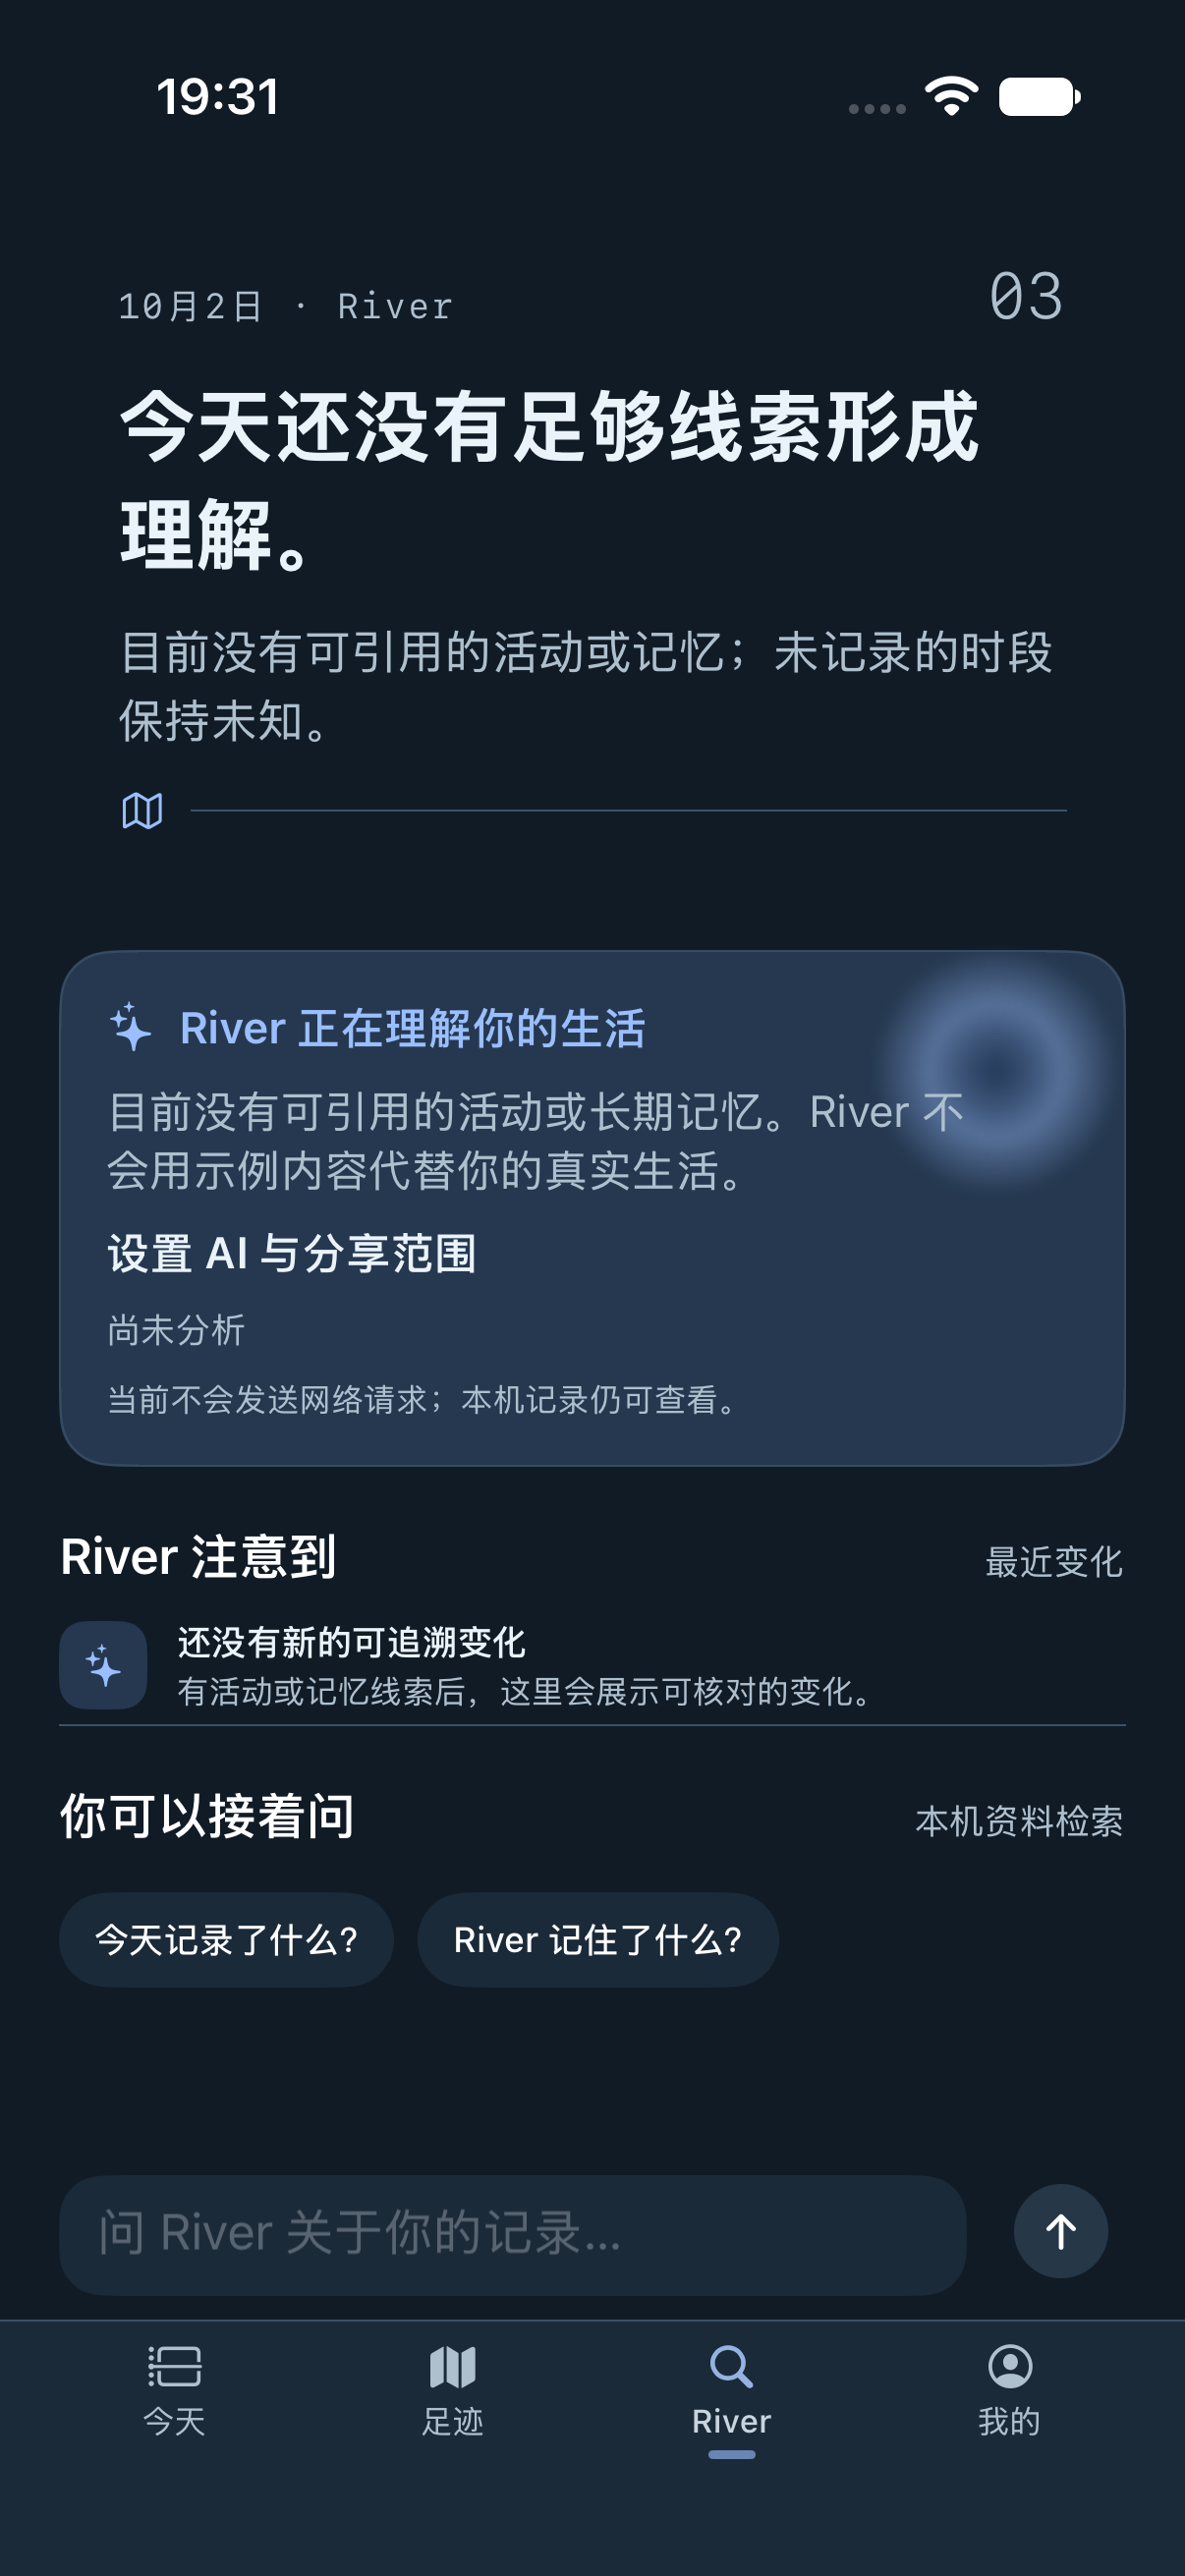 19:31
10月2日 · River
03
今天还没有足够线索形成
理解。
目前没有可引用的活动或记忆；未记录的时段
保持未知。
River 正在理解你的生活
目前没有可引用的活动或长期记忆。River 不
会用示例内容代替你的真实生活。
设置 AI 与分享范围
尚未分析
当前不会发送网络请求；本机记录仍可查看。
River 注意到
最近变化
还没有新的可追溯变化
有活动或记忆线索后，这里会展示可核对的变化。
你可以接着问
本机资料检索
今天记录了什么?
River 记住了什么?
问 River 关于你的记录...
今天
足迹
River
我的